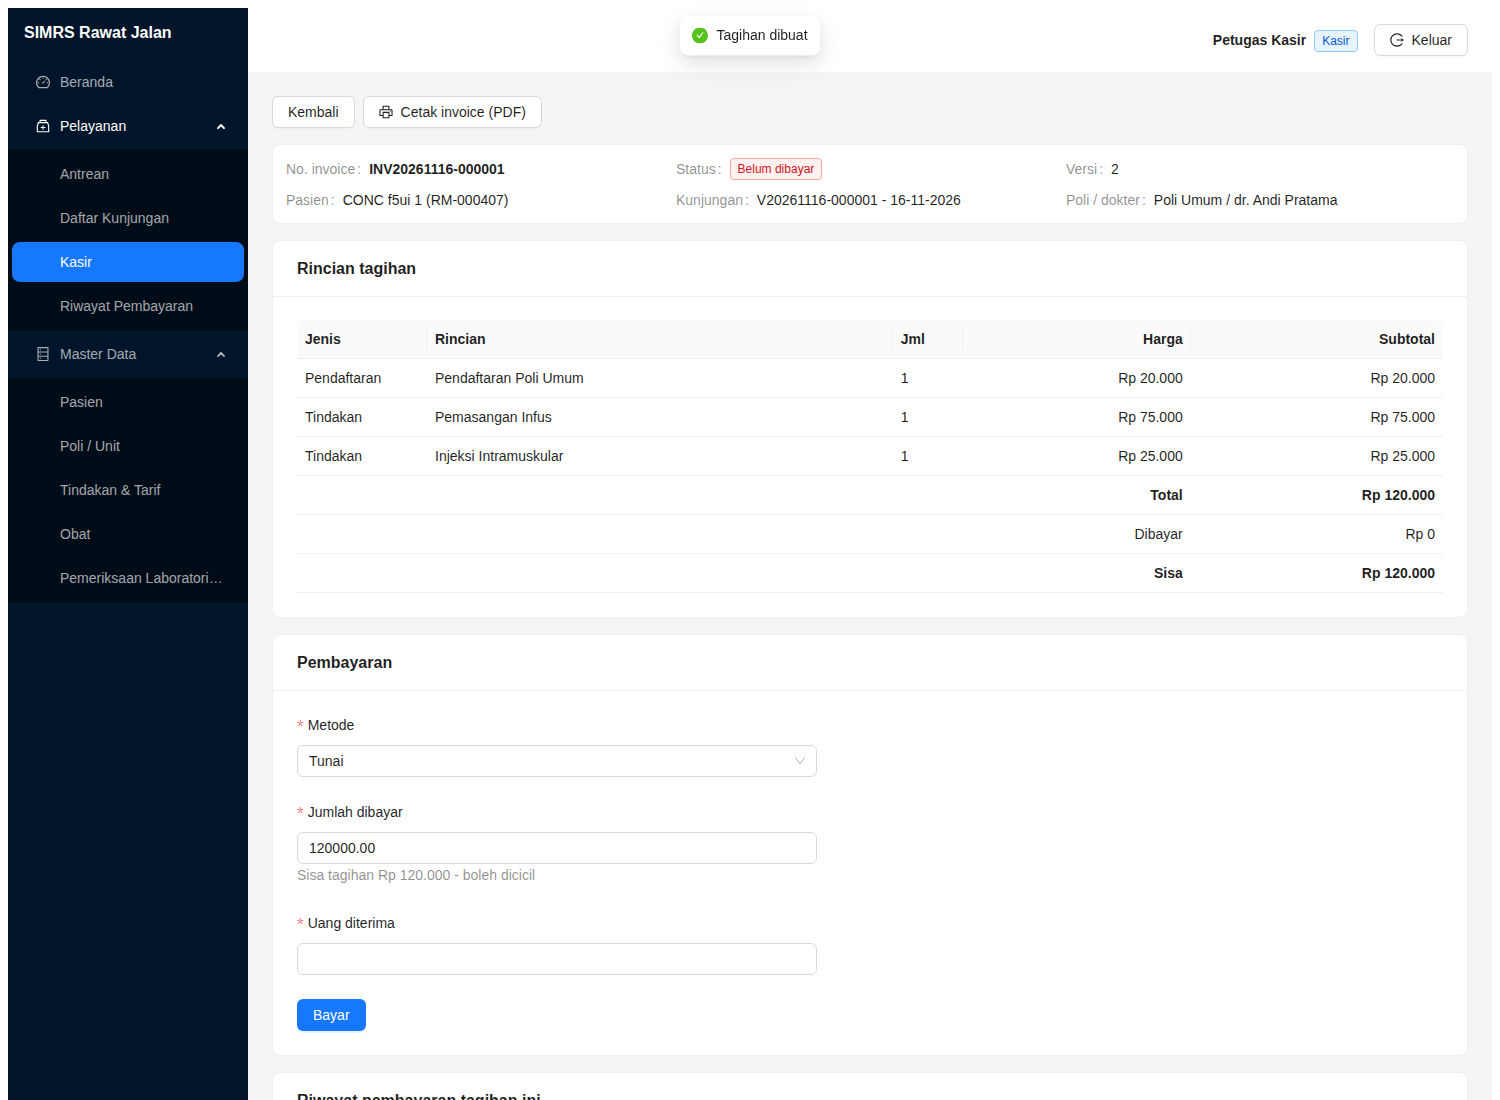 SIMRS Rawat Jalan
Tagihan dibuat
Petugas Kasir Kasir Keluar
Beranda
Pelayanan
Antrean
Daftar Kunjungan
Kasir
Riwayat Pembayaran
Master Data
Pasien
Poli / Unit
Tindakan & Tarif
Obat
Pemeriksaan Laboratori…
Kembali Cetak invoice (PDF)
No. invoice : INV20261116-000001 Status : Belum dibayar Versi : 2
Pasien : CONC f5ui 1 (RM-000407) Kunjungan : V20261116-000001 - 16-11-2026 Poli / dokter : Poli Umum / dr. Andi Pratama
Rincian tagihan
Jenis Rincian Jml Harga Subtotal
Pendaftaran Pendaftaran Poli Umum 1 Rp 20.000 Rp 20.000
Tindakan Pemasangan Infus 1 Rp 75.000 Rp 75.000
Tindakan Injeksi Intramuskular 1 Rp 25.000 Rp 25.000
Total Rp 120.000
Dibayar Rp 0
Sisa Rp 120.000
Pembayaran
* Metode
Tunai
* Jumlah dibayar
120000.00
Sisa tagihan Rp 120.000 - boleh dicicil
* Uang diterima
Bayar
Riwayat pembayaran tagihan ini